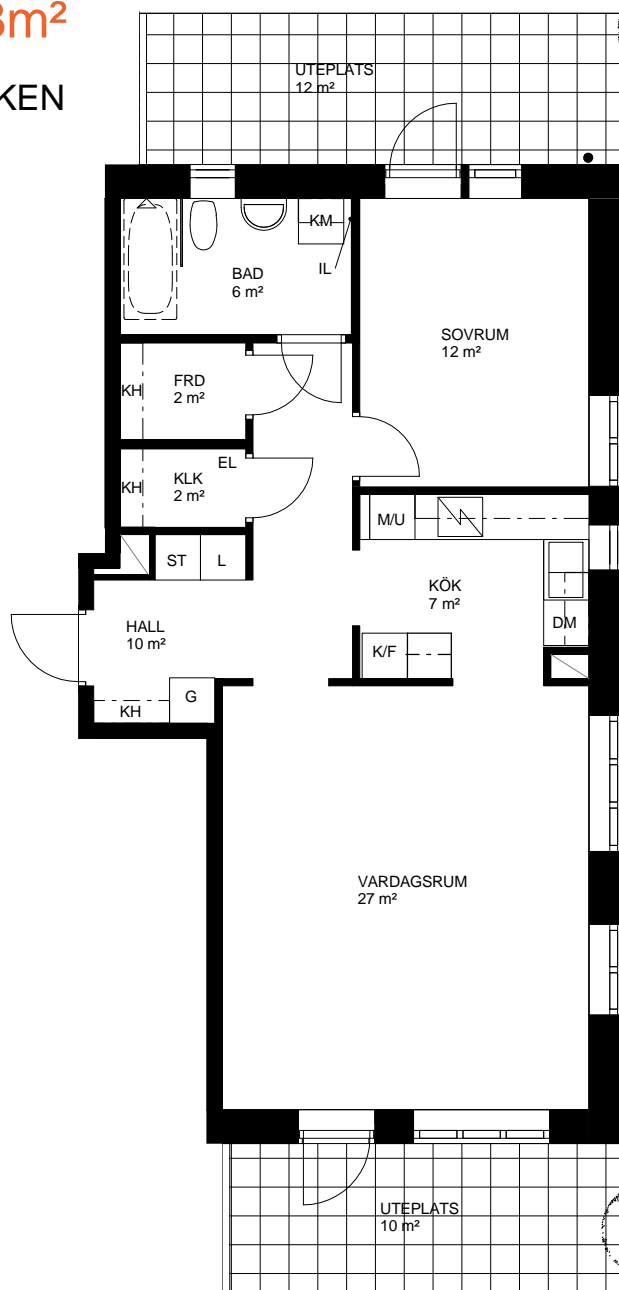 3m²
KEN
UTEPLATS
12 m²
KM
IL
BAD
6 m²
SOVRUM
12 m²
KH
FRD
2 m²
EL
KH
KLK
2 m²
M/U
ST
L
KÖK
7 m²
DM
HALL
10 m²
K/F
G
KH
VARDAGSRUM
27 m²
UTEPLATS
10 m²